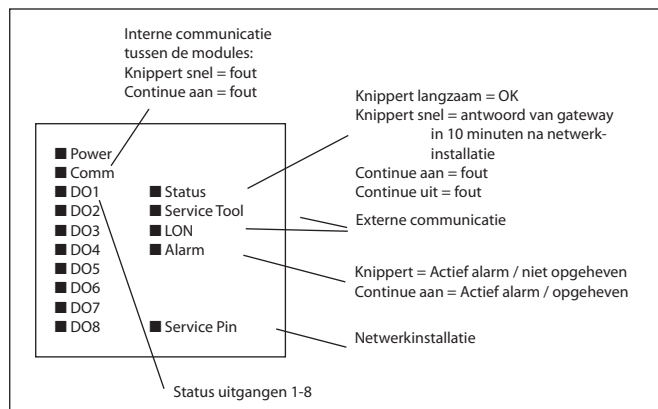 Interne communicatie
tussen de modules:
Knippert snel = fout
Continue aan = fout
Knippert langzaam = OK
Knippert snel = antwoord van gateway
in 10 minuten na netwerk-
installatie
Continue aan = fout
Continue uit = fout
Power
Comm
DO1
DO2
DO3
DO4
DO5
DO6
DO7
DO8
Status
Service Tool
LON
Alarm
Service Pin
Externe communicatie
Knippert = Actief alarm / niet opgeheven
Continue aan = Actief alarm / opgeheven
Netwerkinstallatie
Status uitgangen 1-8